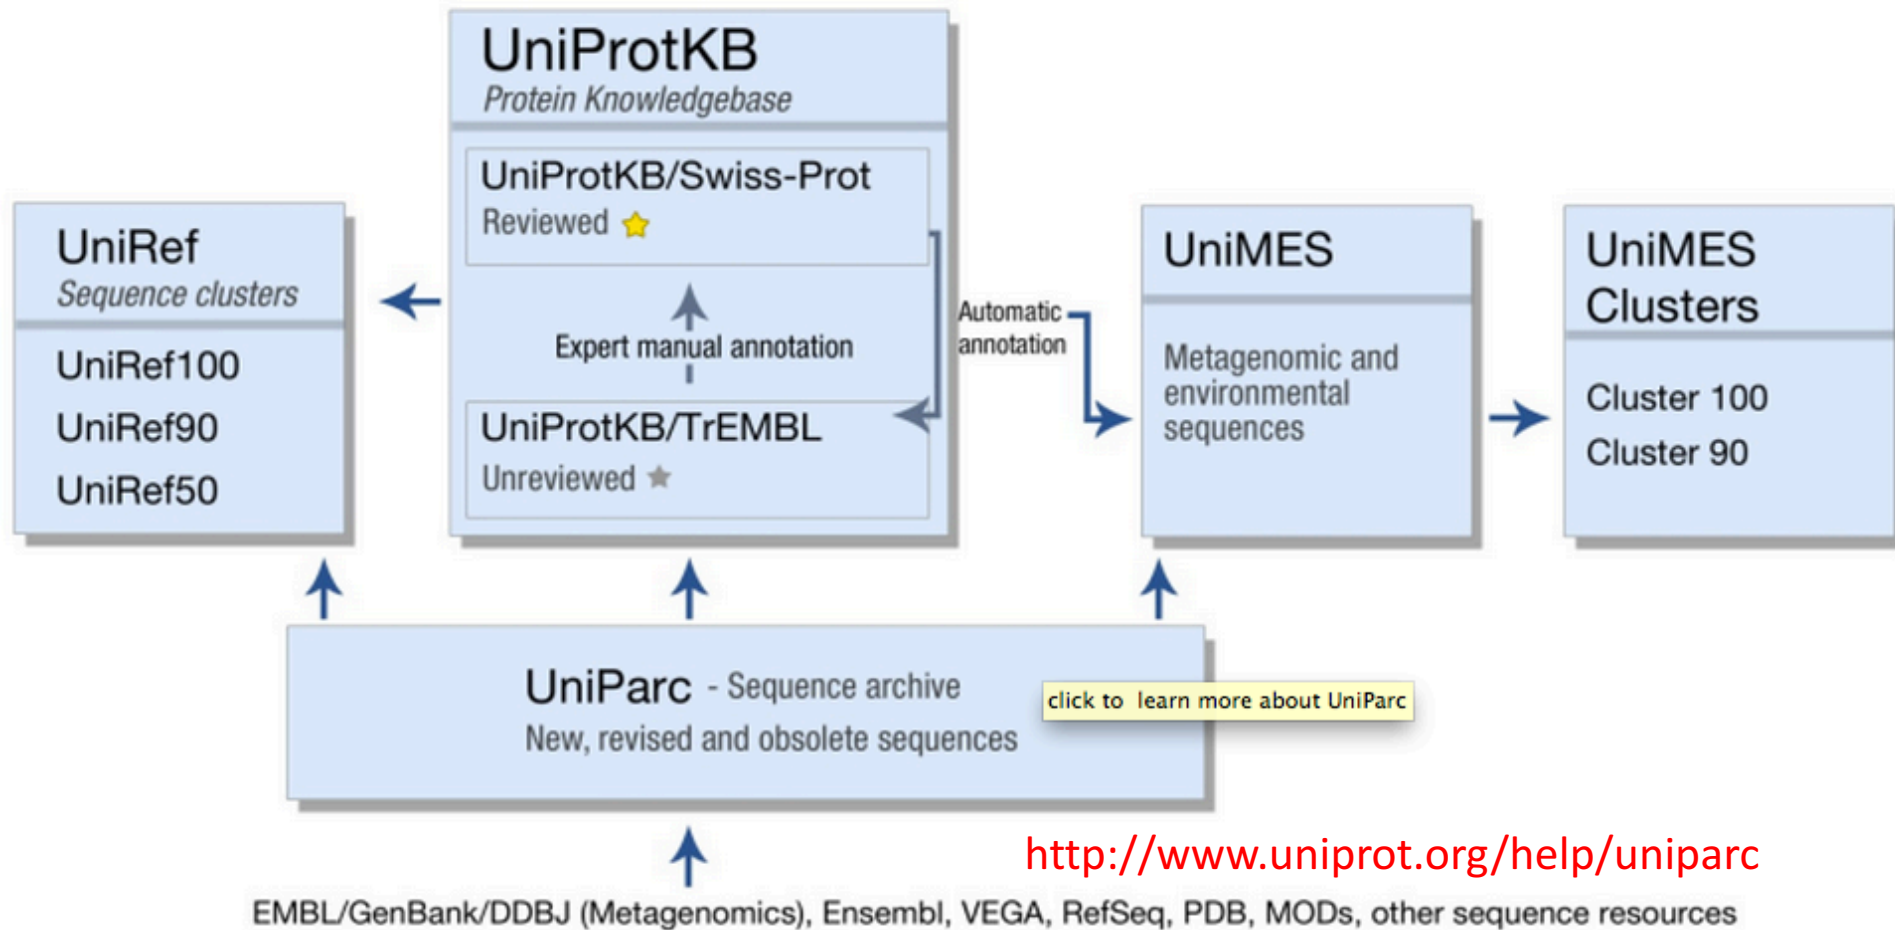 UniProtKB
Protein Knowledgebase
UniProtKB/Swiss-Prot
Reviewed
Expert manual annotation
UniProtKB/TrEMBL
Unreviewed
UniRef
Sequence clusters
UniRef100
UniRef90
UniRef50
Automatic
annotation
UniMES
Metagenomic and
environmental
sequences
UniMES
Clusters
Cluster 100
Cluster 90
UniParc - Sequence archive
New, revised and obsolete sequences
click to learn more about UniParc
http://www.uniprot.org/help/uniparc
EMBL/GenBank/DDBJ (Metagenomics), Ensembl, VEGA, RefSeq, PDB, MODs, other sequence resources